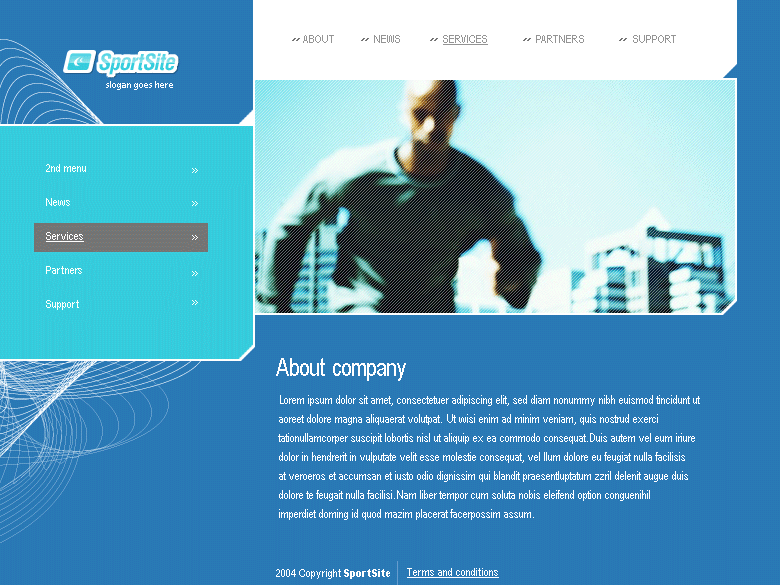 ABOUT NEWS SERVICES PARTNERS SUPPORT
SportSite
slogan goes here
2nd menu »
News »
Services »
Partners »
Support »
About company
Lorem ipsum dolor sit amet, consectetuer adipiscing elit, sed diam nonummy nibh euismod tincidunt ut
aoreet dolore magna aliquaerat volutpat. Ut wisi enim ad minim veniam, quis nostrud exerci
tationullamcorper suscipit lobortis nisl ut aliquip ex ea commodo consequat.Duis autem vel eum iriure
dolor in hendrerit in vulputate velit esse molestie consequat, vel llum dolore eu feugiat nulla facilisis
at veroeros et accumsan et iusto odio dignissim qui blandit praesentluptatum zzril delenit augue duis
dolore te feugait nulla facilisi.Nam liber tempor cum soluta nobis eleifend option conguenihil
imperdiet doming id quod mazim placerat facerpossim assum.
2004 Copyright SportSite | Terms and conditions